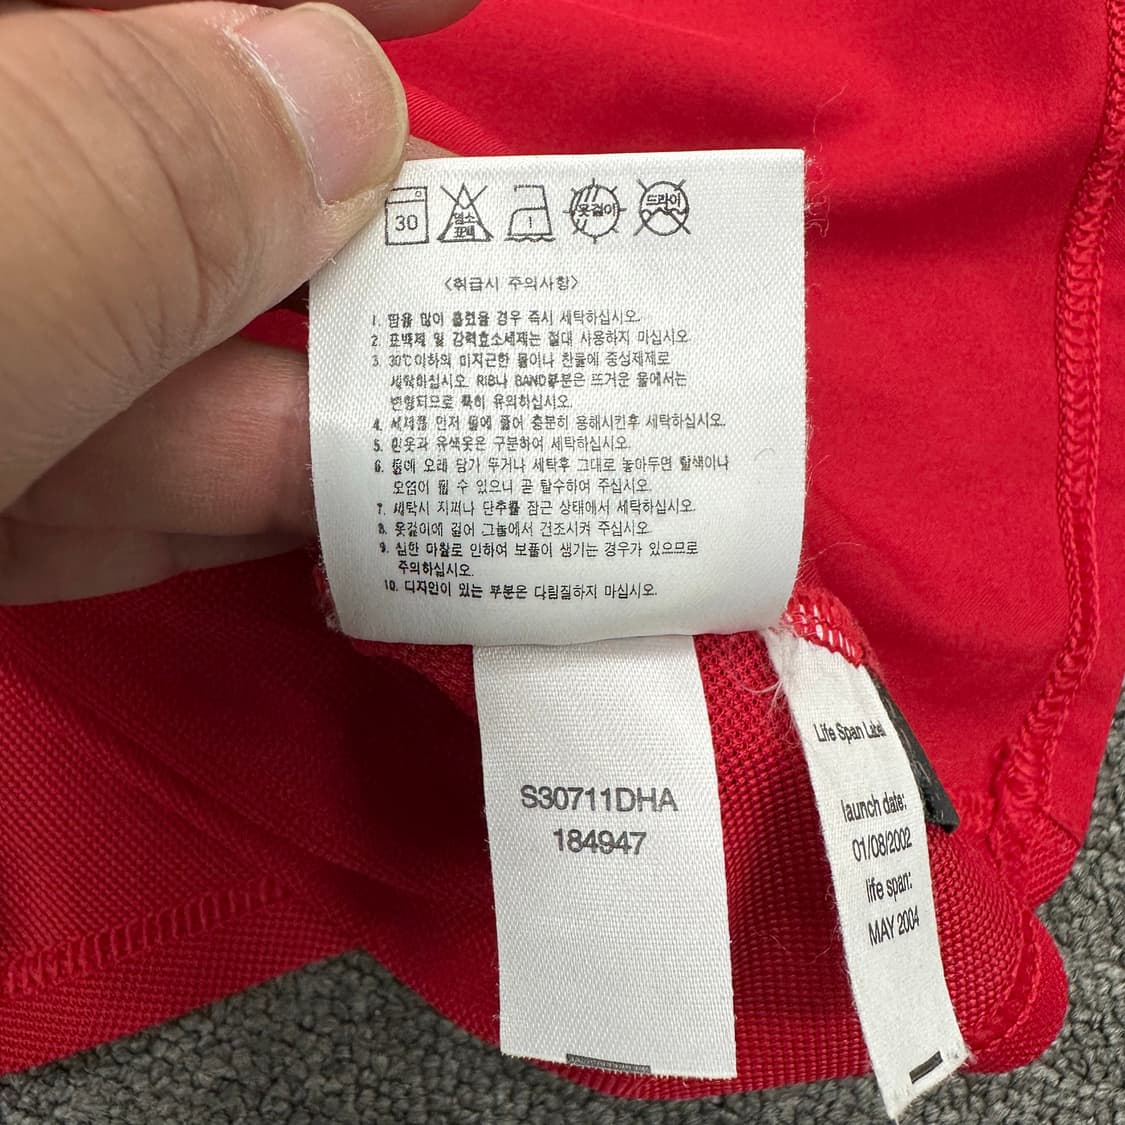 30
염소
표백
옷걸이
드라이
<취급시 주의사항>
1. 땀을 많이 흘렸을 경우 즉시 세탁하십시오.
2. 표백제 및 강력효소세제는 절대 사용하지 마십시오
3. 30℃이하의 미지근한 물이나 찬물에 중성제제로
세탁하십시오. RIB나 BAND부분은 뜨거운 물에서는
변형되므로 특히 유의하십시오.
4. 세제를 먼저 물에 풀어 충분히 용해시킨후 세탁하십시오.
5. 흰옷과 유색옷은 구분하여 세탁하십시오.
6. 물에 오래 담가 두거나 세탁후 그대로 놓아두면 탈색이나
오염이 될 수 있으니 곧 탈수하여 주십시오.
7. 세탁시 지퍼나 단추를 잠근 상태에서 세탁하십시오.
8. 옷걸이에 걸어 그늘에서 건조시켜 주십시오.
9. 심한 마찰로 인하여 보풀이 생기는 경우가 있으므로
주의하십시오.
10. 디자인이 있는 부분은 다림질하지 마십시오.
S30711DHA
184947
Life Span Label
launch date:
01/08/2002
life span:
MAY 2004